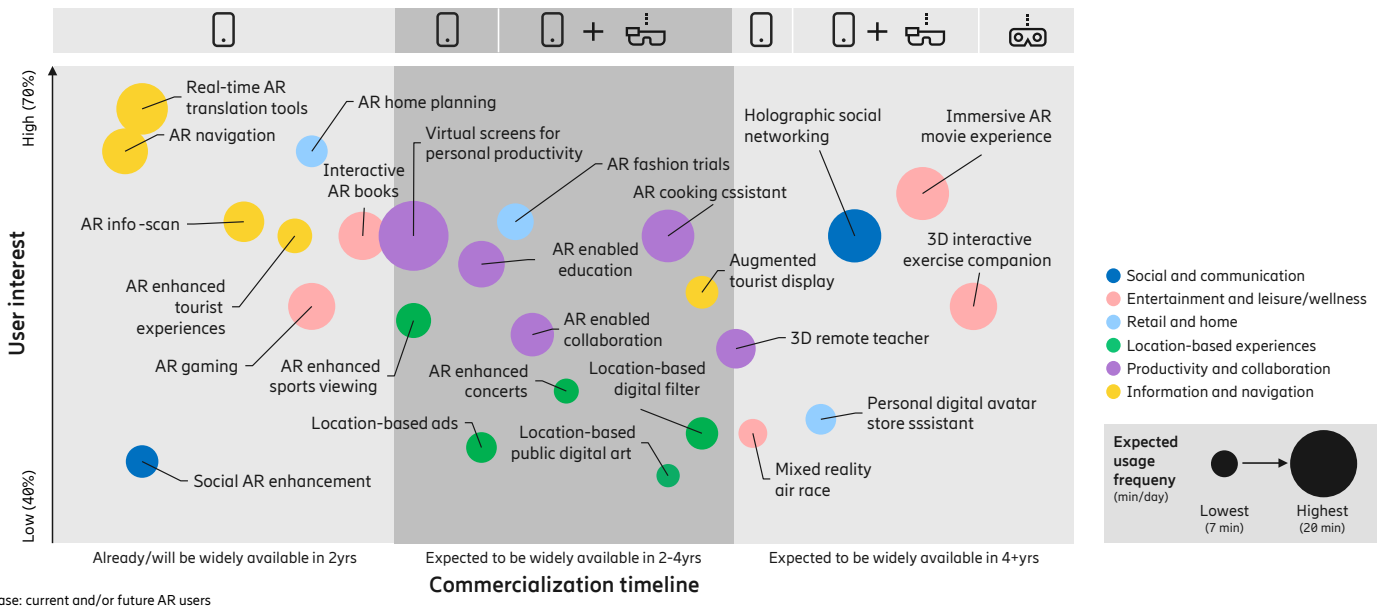 High (70%)
User interest
Low (40%)
Real-time AR
translation tools
AR navigation
AR home planning
Interactive
AR books
Virtual screens for
personal productivity
AR fashion trials
AR cooking cssistant
Holographic social
networking
Immersive AR
movie experience
AR info -scan
AR enhanced
tourist
experiences
AR gaming
AR enhanced
sports viewing
AR enabled
education
AR enabled
collaboration
Augmented
tourist display
3D interactive
exercise companion
3D remote teacher
AR enhanced
concerts
Location-based
digital filter
Location-based ads
Location-based
public digital art
Personal digital avatar
store sssistant
Mixed reality
air race
Social AR enhancement
Already/will be widely available in 2yrs
Expected to be widely available in 2-4yrs
Expected to be widely available in 4+yrs
Commercialization timeline
Social and communication
Entertainment and leisure/wellness
Retail and home
Location-based experiences
Productivity and collaboration
Information and navigation
Expected
usage
frequeny
(min/day)
Lowest
(7 min)
Highest
(20 min)
ase: current and/or future AR users